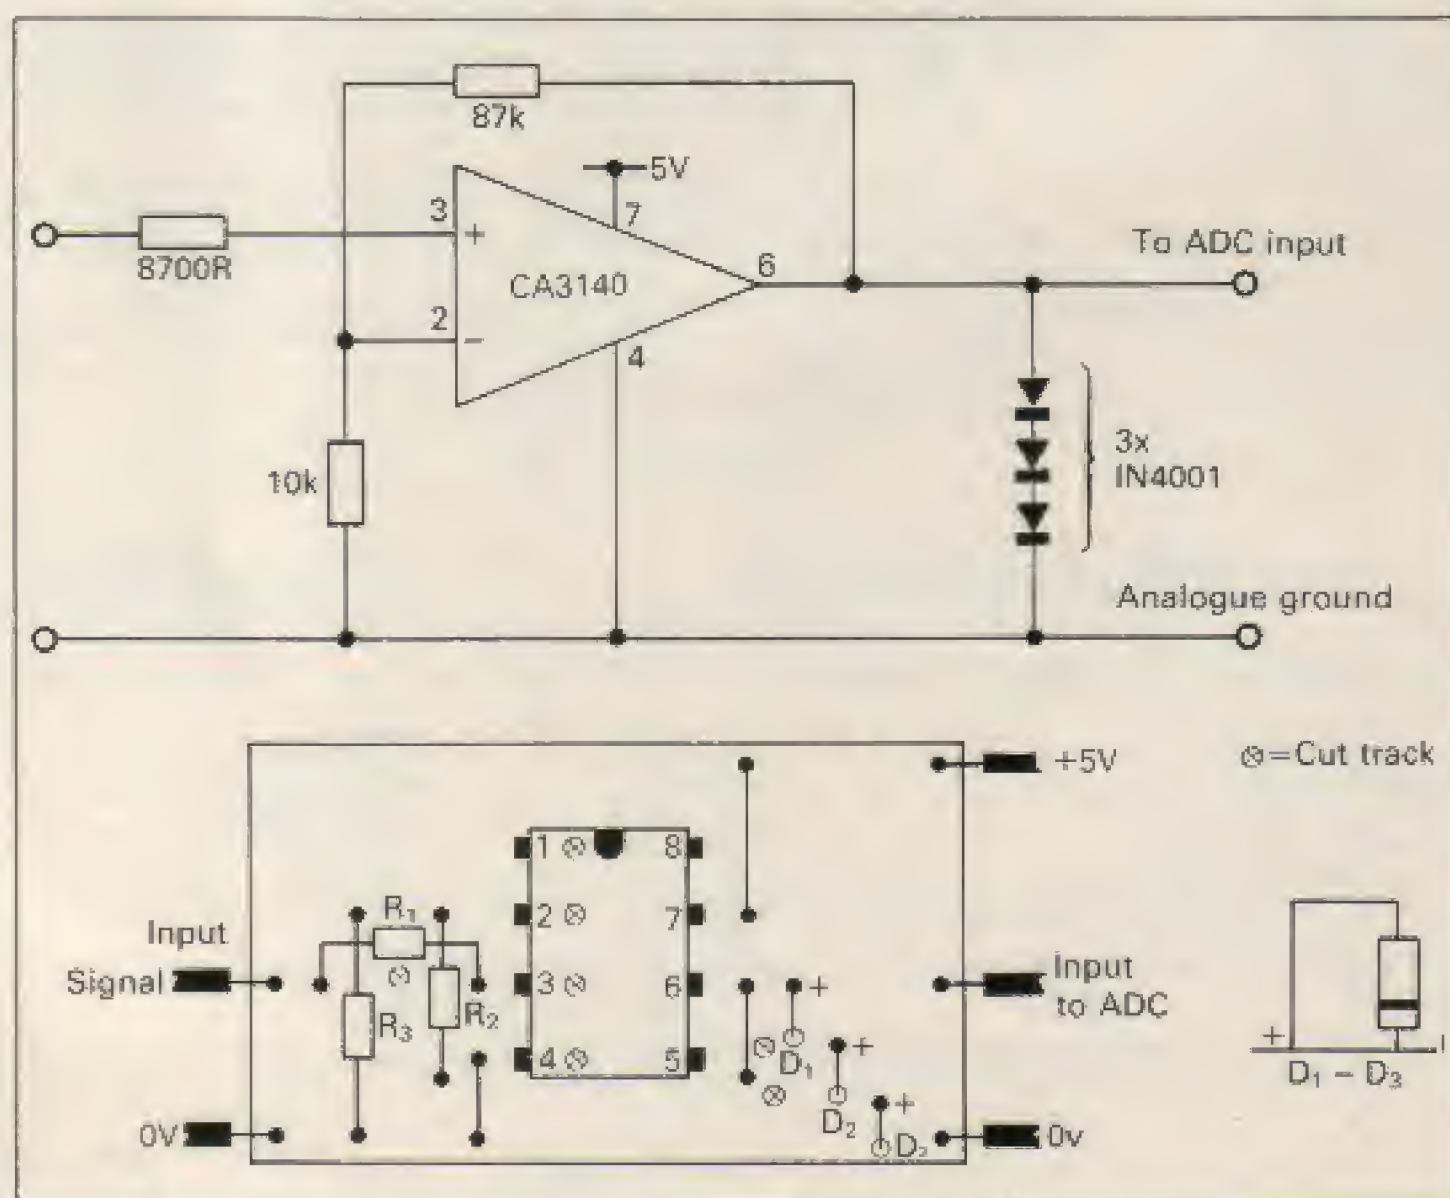 87k
5V
3
7
+
8700R
CA3140
6
To ADC input
2
−
4
10k
3x
IN4001
Analogue ground
+5V
⊗=Cut track
1
8
R₁
2
7
Input
Signal
3
6
+
Input
to ADC
R₃
R₂
4
5
D₁
+
+
D₁ – D₃
D₂
+
0V
D₂
0v